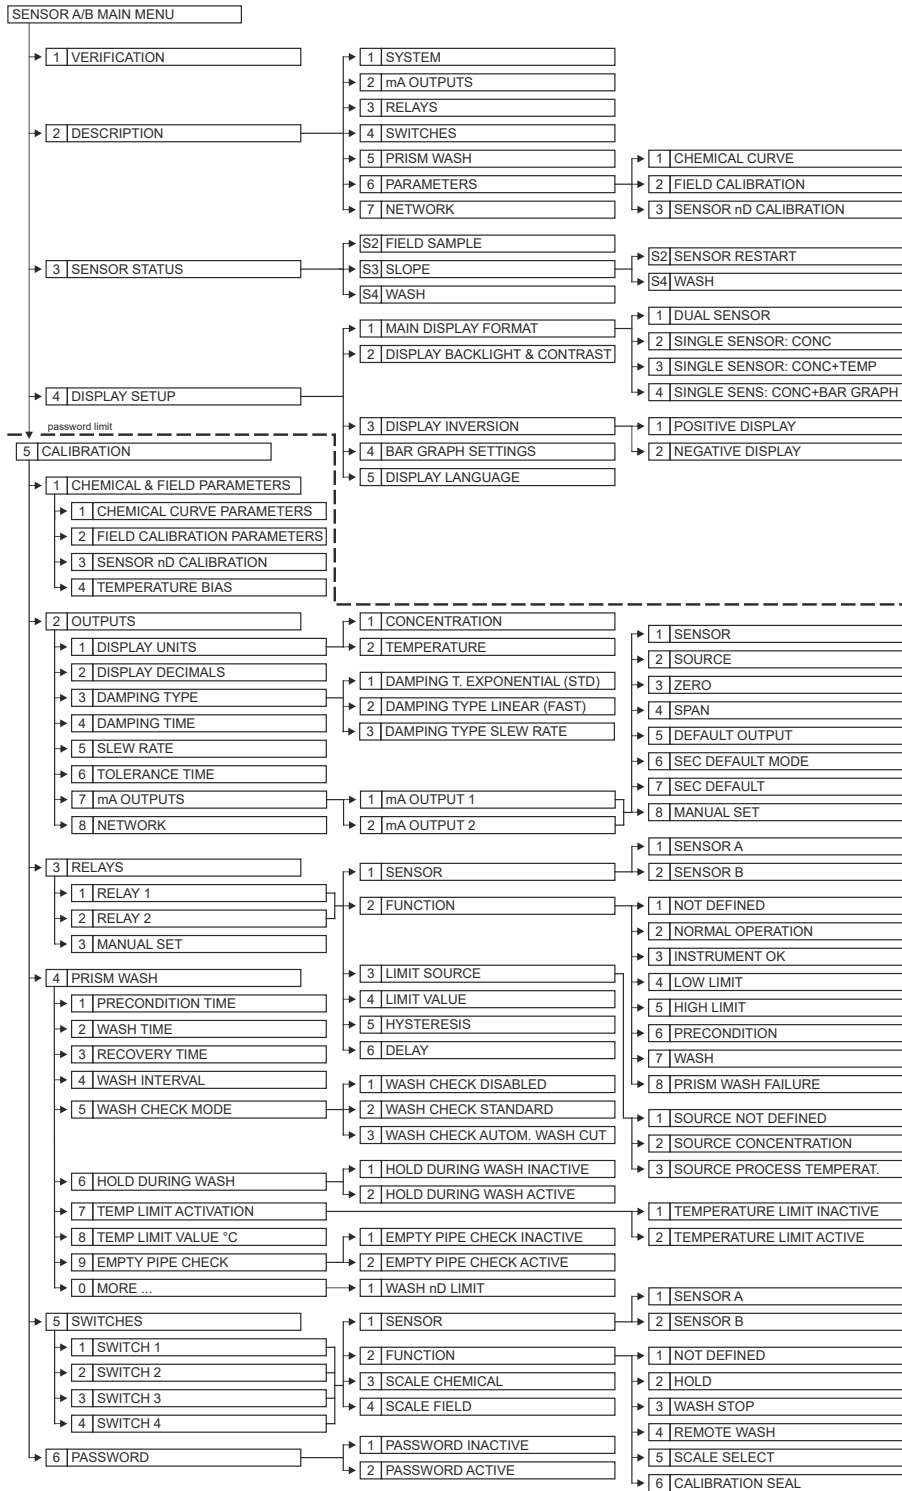 SENSOR A/B MAIN MENU
1 VERIFICATION
2 DESCRIPTION
1 SYSTEM
2 mA OUTPUTS
3 RELAYS
4 SWITCHES
5 PRISM WASH
6 PARAMETERS
7 NETWORK
1 CHEMICAL CURVE
2 FIELD CALIBRATION
3 SENSOR nD CALIBRATION
3 SENSOR STATUS
S2 FIELD SAMPLE
S3 SLOPE
S4 WASH
S2 SENSOR RESTART
S4 WASH
4 DISPLAY SETUP
1 MAIN DISPLAY FORMAT
2 DISPLAY BACKLIGHT & CONTRAST
3 DISPLAY INVERSION
4 BAR GRAPH SETTINGS
5 DISPLAY LANGUAGE
1 DUAL SENSOR
2 SINGLE SENSOR: CONC
3 SINGLE SENSOR: CONC+TEMP
4 SINGLE SENS: CONC+BAR GRAPH
1 POSITIVE DISPLAY
2 NEGATIVE DISPLAY
password limit
5 CALIBRATION
1 CHEMICAL & FIELD PARAMETERS
1 CHEMICAL CURVE PARAMETERS
2 FIELD CALIBRATION PARAMETERS
3 SENSOR nD CALIBRATION
4 TEMPERATURE BIAS
2 OUTPUTS
1 DISPLAY UNITS
2 DISPLAY DECIMALS
3 DAMPING TYPE
4 DAMPING TIME
5 SLEW RATE
6 TOLERANCE TIME
7 mA OUTPUTS
8 NETWORK
1 CONCENTRATION
2 TEMPERATURE
1 DAMPING T. EXPONENTIAL (STD)
2 DAMPING TYPE LINEAR (FAST)
3 DAMPING TYPE SLEW RATE
1 mA OUTPUT 1
2 mA OUTPUT 2
1 SENSOR
2 SOURCE
3 ZERO
4 SPAN
5 DEFAULT OUTPUT
6 SEC DEFAULT MODE
7 SEC DEFAULT
8 MANUAL SET
3 RELAYS
1 RELAY 1
2 RELAY 2
3 MANUAL SET
1 SENSOR
2 FUNCTION
3 LIMIT SOURCE
4 LIMIT VALUE
5 HYSTERESIS
6 DELAY
1 SENSOR A
2 SENSOR B
1 NOT DEFINED
2 NORMAL OPERATION
3 INSTRUMENT OK
4 LOW LIMIT
5 HIGH LIMIT
6 PRECONDITION
7 WASH
8 PRISM WASH FAILURE
1 SOURCE NOT DEFINED
2 SOURCE CONCENTRATION
3 SOURCE PROCESS TEMPERAT.
4 PRISM WASH
1 PRECONDITION TIME
2 WASH TIME
3 RECOVERY TIME
4 WASH INTERVAL
5 WASH CHECK MODE
6 HOLD DURING WASH
7 TEMP LIMIT ACTIVATION
8 TEMP LIMIT VALUE °C
9 EMPTY PIPE CHECK
0 MORE ...
1 WASH CHECK DISABLED
2 WASH CHECK STANDARD
3 WASH CHECK AUTOM. WASH CUT
1 HOLD DURING WASH INACTIVE
2 HOLD DURING WASH ACTIVE
1 TEMPERATURE LIMIT INACTIVE
2 TEMPERATURE LIMIT ACTIVE
1 EMPTY PIPE CHECK INACTIVE
2 EMPTY PIPE CHECK ACTIVE
1 WASH nD LIMIT
5 SWITCHES
1 SWITCH 1
2 SWITCH 2
3 SWITCH 3
4 SWITCH 4
1 SENSOR
2 FUNCTION
3 SCALE CHEMICAL
4 SCALE FIELD
1 SENSOR A
2 SENSOR B
1 NOT DEFINED
2 HOLD
3 WASH STOP
4 REMOTE WASH
5 SCALE SELECT
6 CALIBRATION SEAL
6 PASSWORD
1 PASSWORD INACTIVE
2 PASSWORD ACTIVE